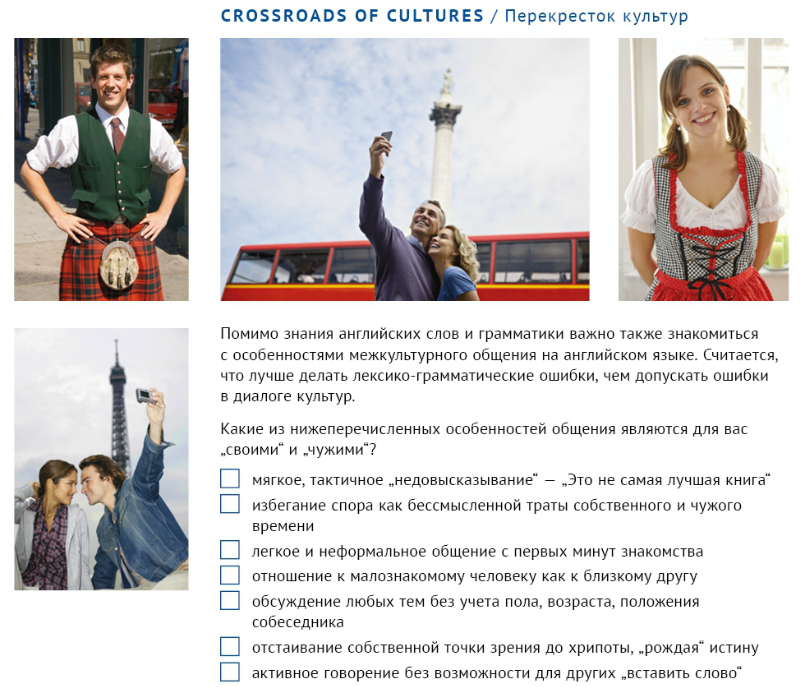 CROSSROADS OF CULTURES / Перекресток культур
Помимо знания английских слов и грамматики важно также знакомиться
с особенностями межкультурного общения на английском языке. Считается,
что лучше делать лексико-грамматические ошибки, чем допускать ошибки
в диалоге культур.
Какие из нижеперечисленных особенностей общения являются для вас
„своими“ и „чужими“?
мягкое, тактичное „недовысказывание“ — „Это не самая лучшая книга“
избегание спора как бессмысленной траты собственного и чужого
времени
легкое и неформальное общение с первых минут знакомства
отношение к малознакомому человеку как к близкому другу
обсуждение любых тем без учета пола, возраста, положения
собеседника
отстаивание собственной точки зрения до хрипоты, „рождая“ истину
активное говорение без возможности для других „вставить слово“